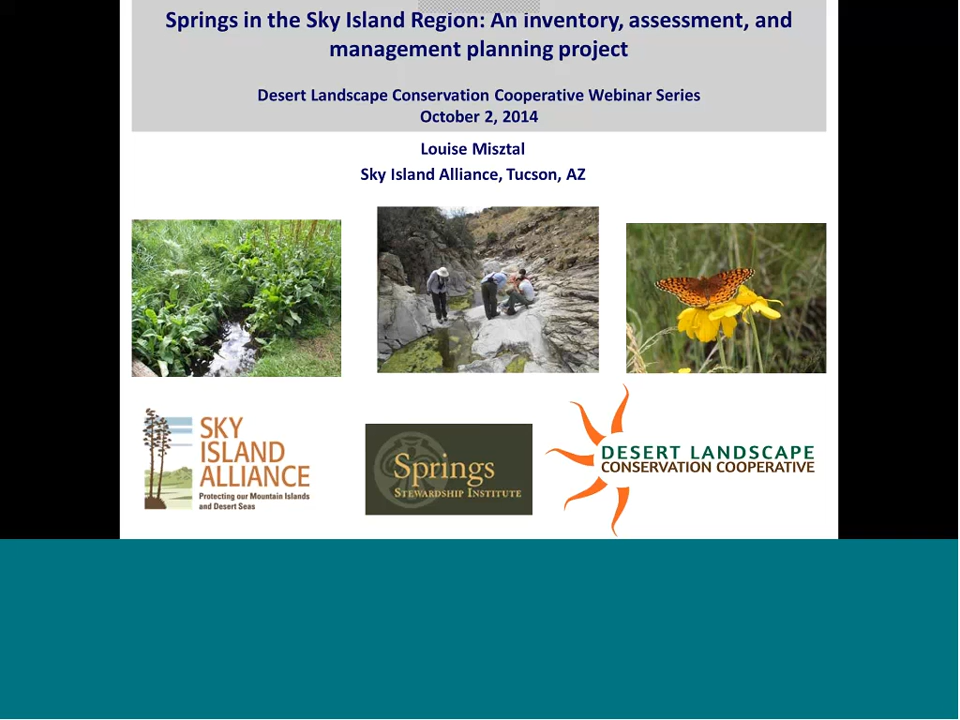 Springs in the Sky Island Region: An inventory, assessment, and
management planning project
Desert Landscape Conservation Cooperative Webinar Series
October 2, 2014
Louise Misztal
Sky Island Alliance, Tucson, AZ
SKY
ISLAND
ALLIANCE
Protecting our Mountain Islands
and Desert Seas
Springs
STEWARDSHIP INSTITUTE
DESERT LANDSCAPE
CONSERVATION COOPERATIVE